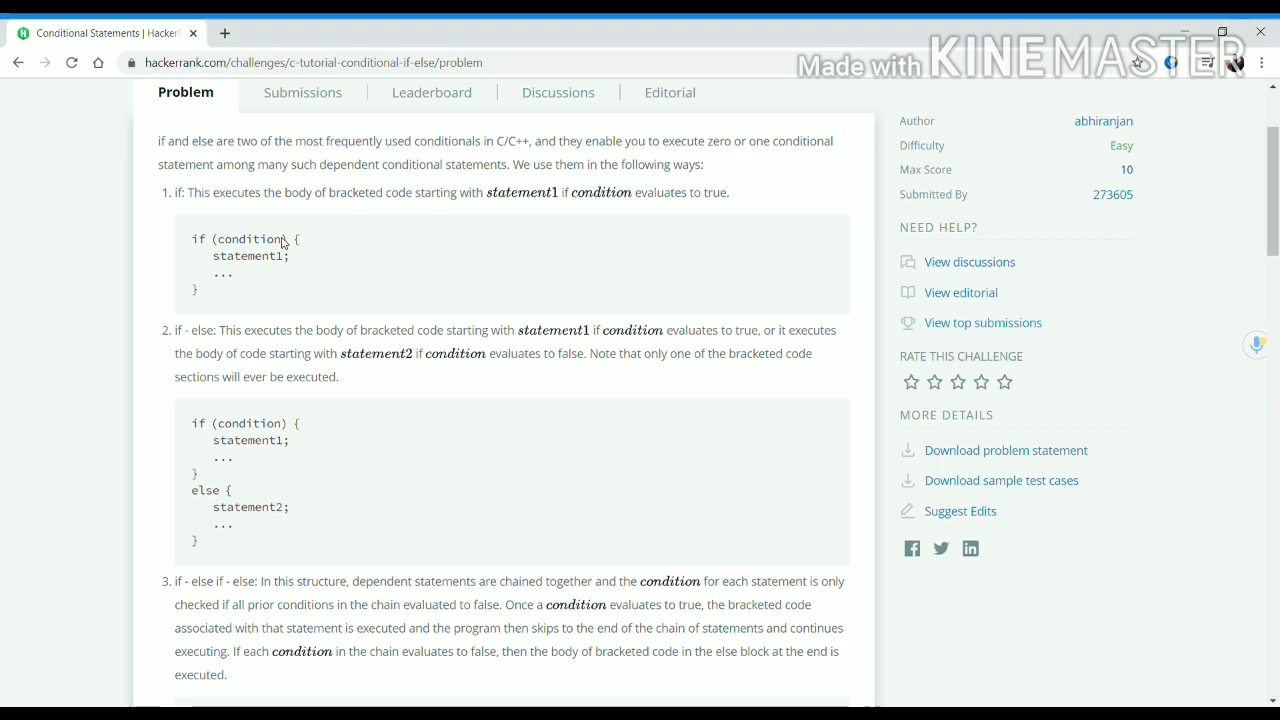 Conditional Statements | Hackeri
hackerrank.com/challenges/c-tutorial-conditional-if-else/problem
Made with KINEMASTER
Problem
Submissions
Leaderboard
Discussions
Editorial
if and else are two of the most frequently used conditionals in C/C++, and they enable you to execute zero or one conditional
statement among many such dependent conditional statements. We use them in the following ways:
1. if: This executes the body of bracketed code starting with statement1 if condition evaluates to true.
if (condition) {
statement1;
...
}
2. if - else: This executes the body of bracketed code starting with statement1 if condition evaluates to true, or it executes
the body of code starting with statement2 if condition evaluates to false. Note that only one of the bracketed code
sections will ever be executed.
if (condition) {
statement1;
...
}
else {
statement2;
...
}
3. if - else if - else: In this structure, dependent statements are chained together and the condition for each statement is only
checked if all prior conditions in the chain evaluated to false. Once a condition evaluates to true, the bracketed code
associated with that statement is executed and the program then skips to the end of the chain of statements and continues
executing. If each condition in the chain evaluates to false, then the body of bracketed code in the else block at the end is
executed.
Author abhiranjan
Difficulty Easy
Max Score 10
Submitted By 273605
NEED HELP?
View discussions
View editorial
View top submissions
RATE THIS CHALLENGE
MORE DETAILS
Download problem statement
Download sample test cases
Suggest Edits